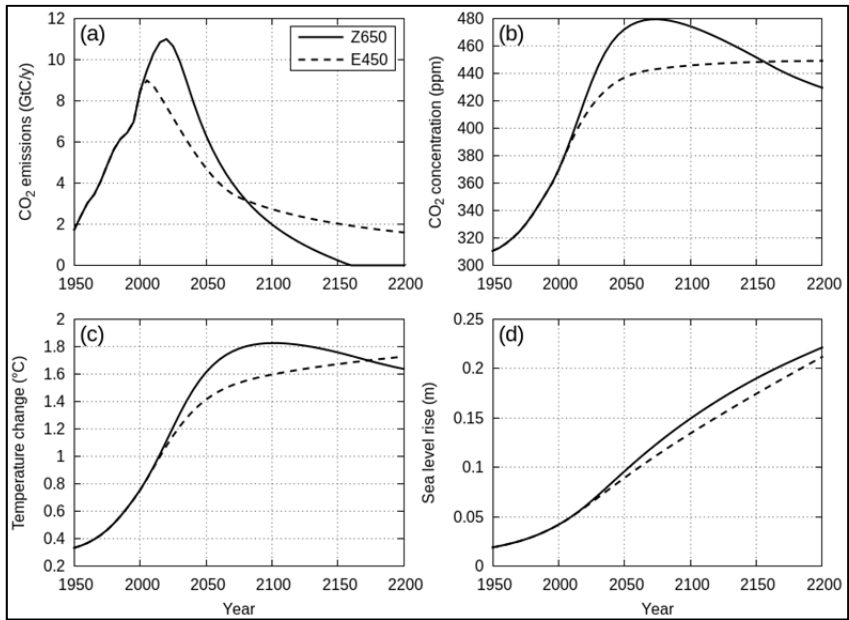 (a)
Z650
E450
CO2 emissions (GtC/y)
12
10
8
6
4
2
0
1950 2000 2050 2100 2150 2200
(b)
CO2 concentration (ppm)
480
460
440
420
400
380
360
340
320
300
1950 2000 2050 2100 2150 2200
(c)
Temperature change (°C)
2
1.8
1.6
1.4
1.2
1
0.8
0.6
0.4
0.2
1950 2000 2050 2100 2150 2200
Year
(d)
Sea level rise (m)
0.25
0.2
0.15
0.1
0.05
0
1950 2000 2050 2100 2150 2200
Year